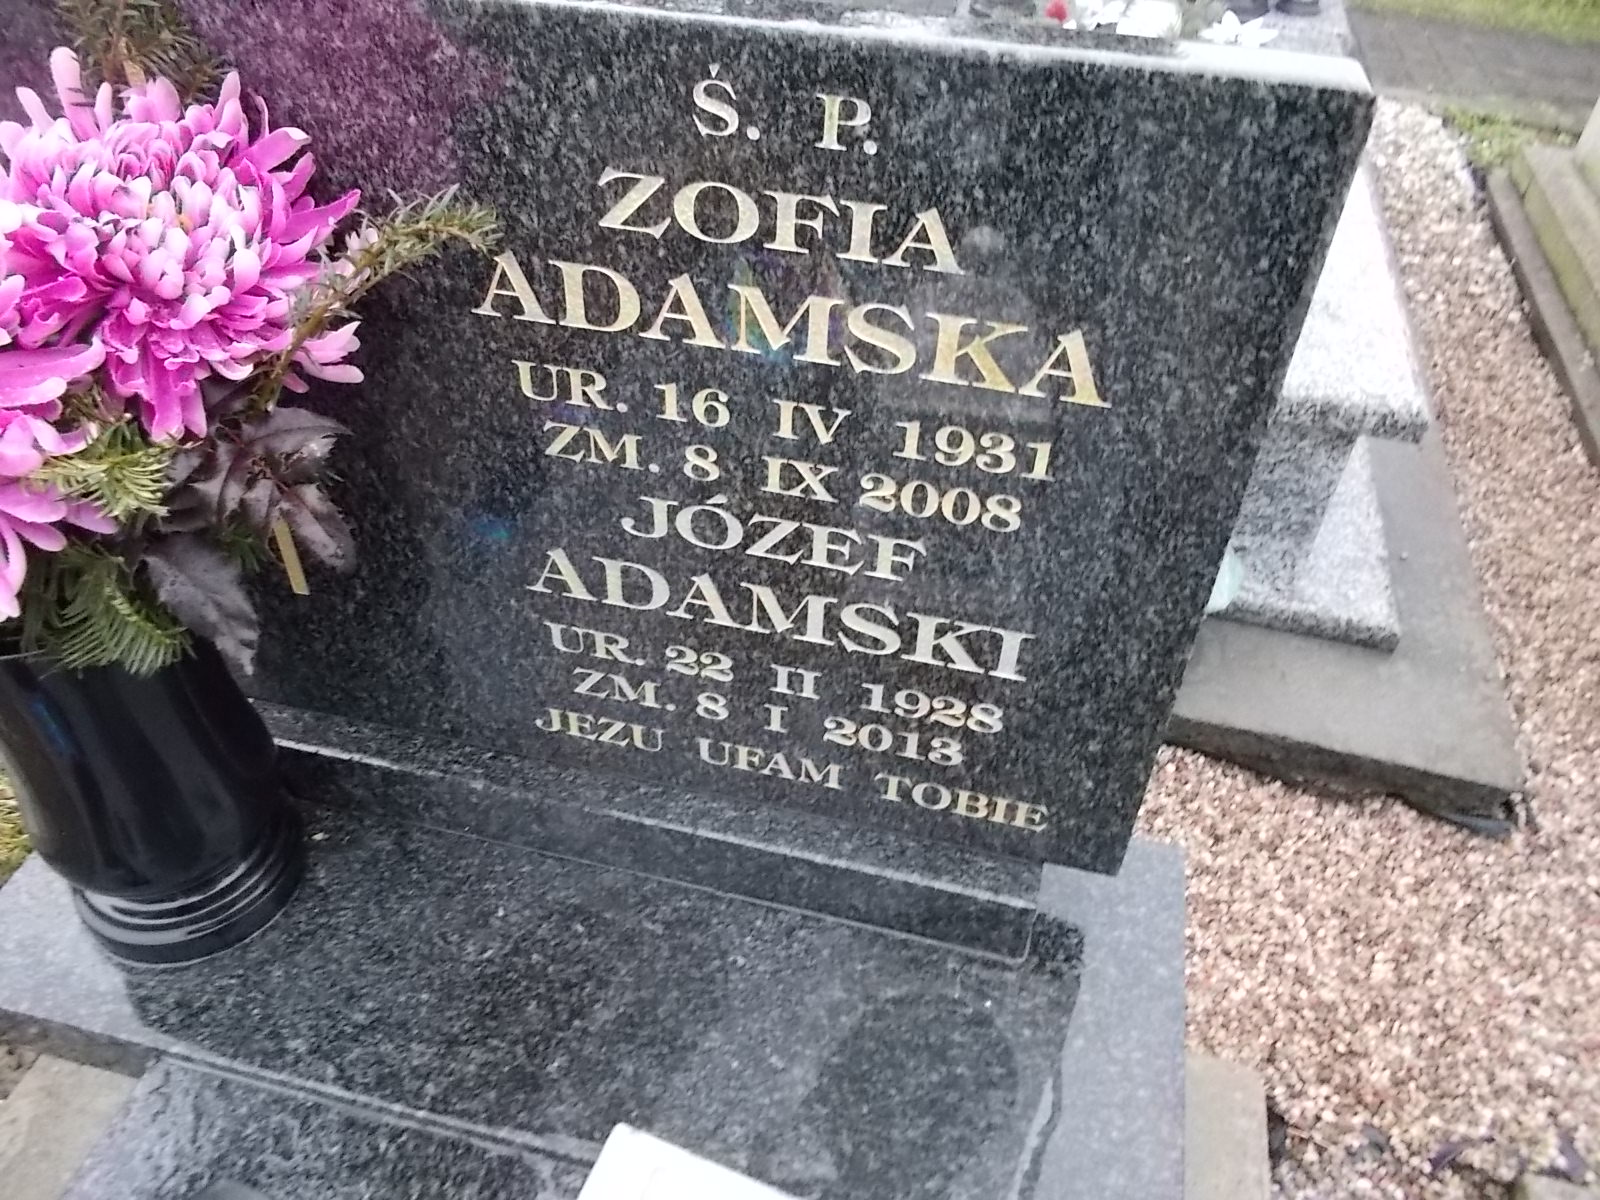 Ś. P.
ZOFIA
ADAMSKA
UR. 16 IV 1931
ZM. 8 IX 2008
JÓZEF
ADAMSKI
UR. 22 II 1928
ZM. 8 I 2013
JEZU UFAM TOBIE